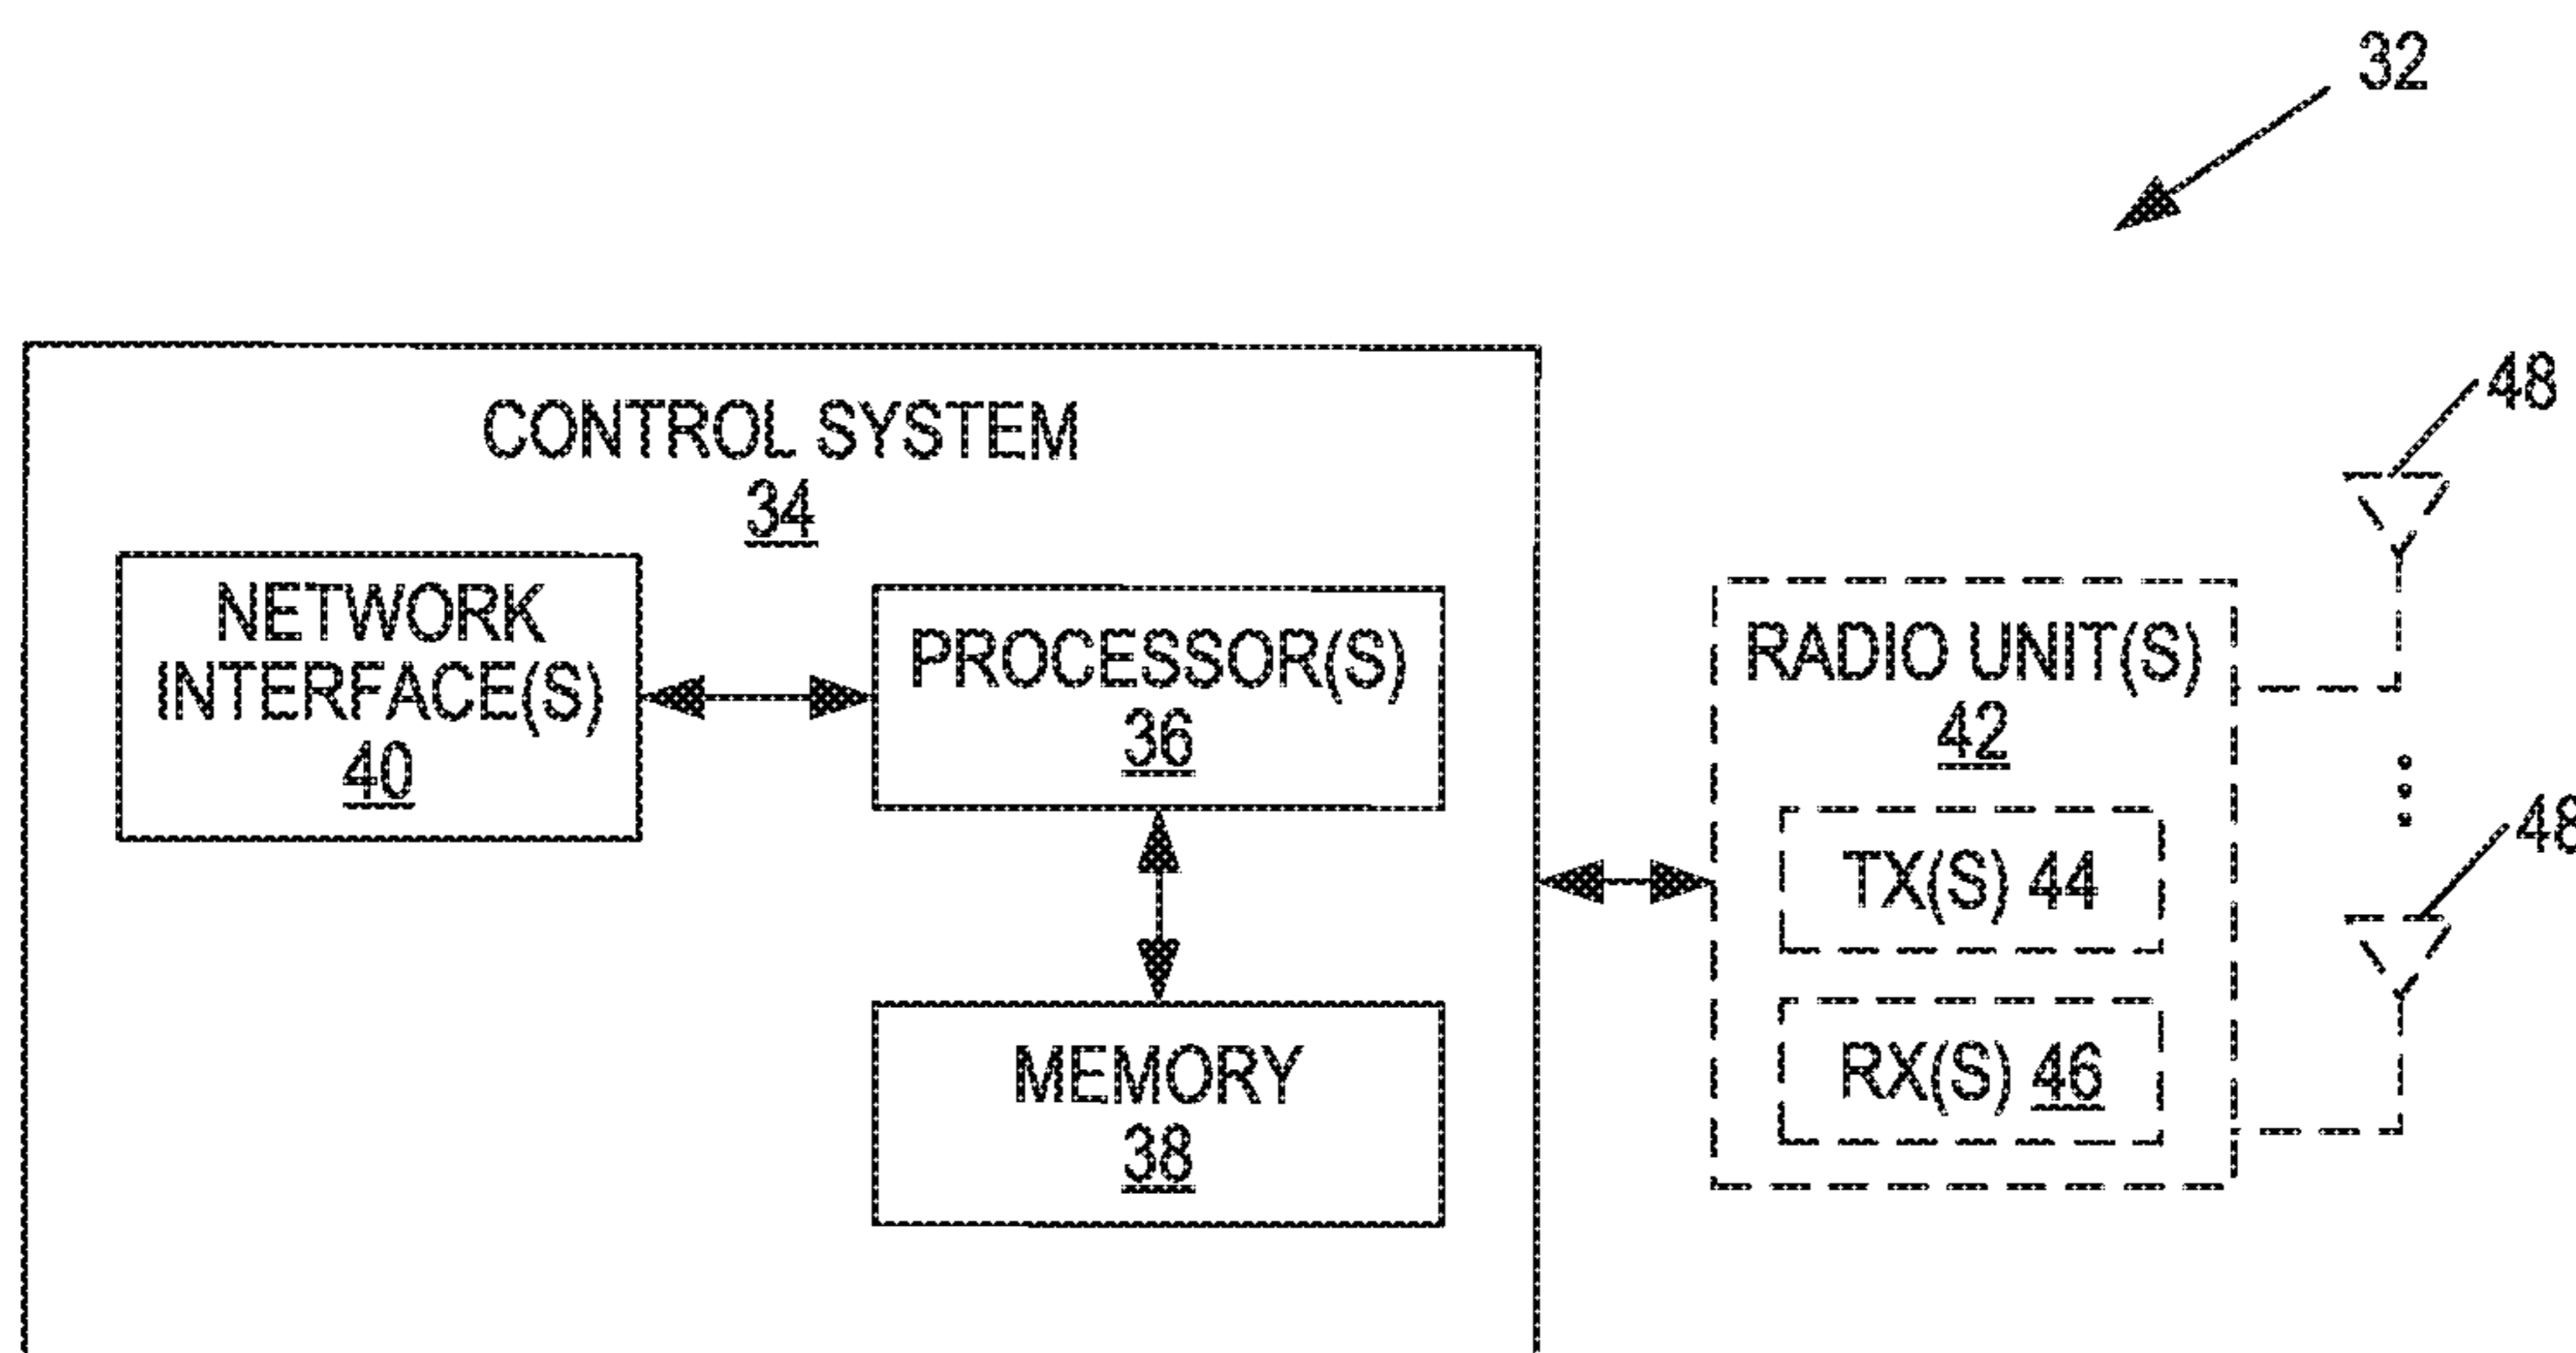 32
CONTROL SYSTEM
34
NETWORK
INTERFACE(S)
40
PROCESSOR(S)
36
MEMORY
38
RADIO UNIT(S)
42
TX(S) 44
RX(S) 46
48
48